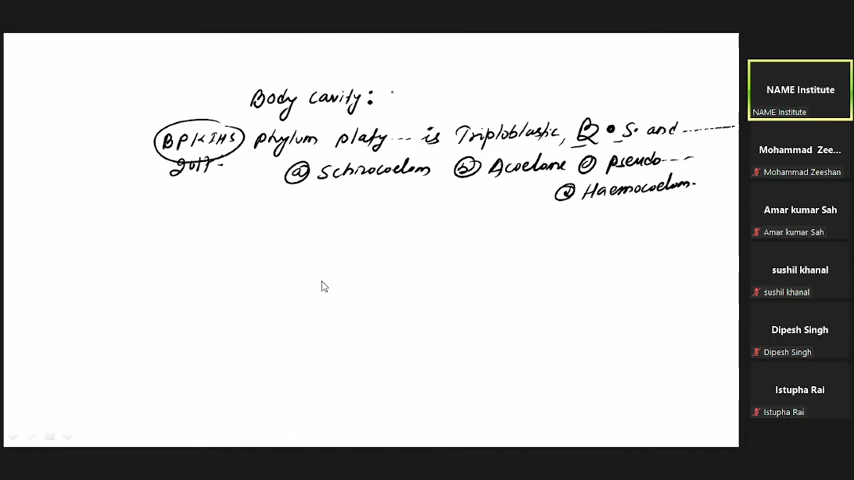 Body cavity:
BPKIHS Phylum platy... is Triploblastic, B.S. and ........
2017. (a) Schizocoelom (b) Acoelome (c) Pseudo----
(d) Haemocoelom.
NAME Institute
NAME Institute
Mohammad Zee...
Mohammad Zeeshan
Amar kumar Sah
Amar kumar Sah
sushil khanal
sushil khanal
Dipesh Singh
Dipesh Singh
Istupha Rai
Istupha Rai